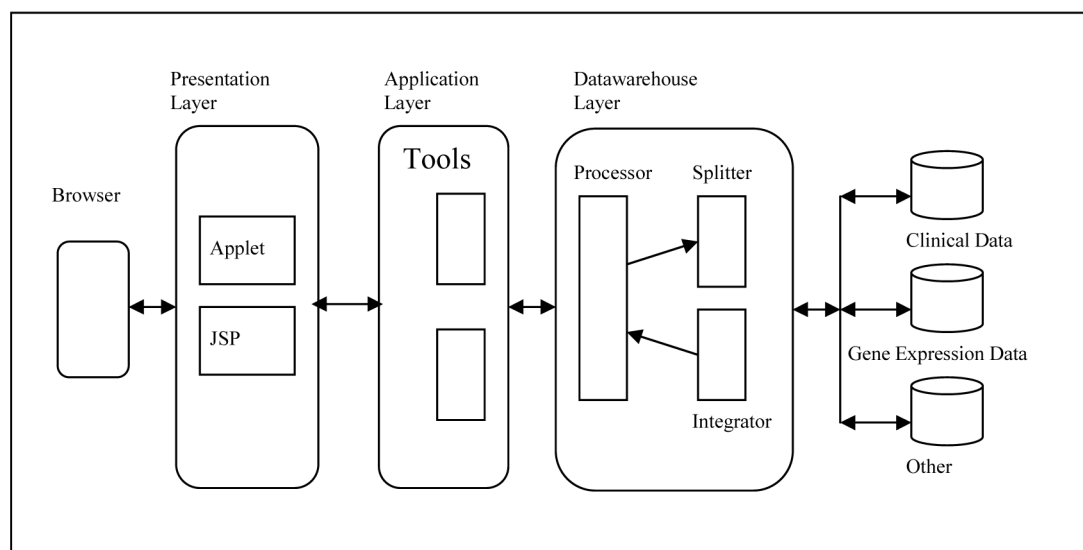 Presentation
Layer
Application
Layer
Datawarehouse
Layer
Tools
Processor
Splitter
Browser
Applet
Clinical Data
JSP
Gene Expression Data
Integrator
Other